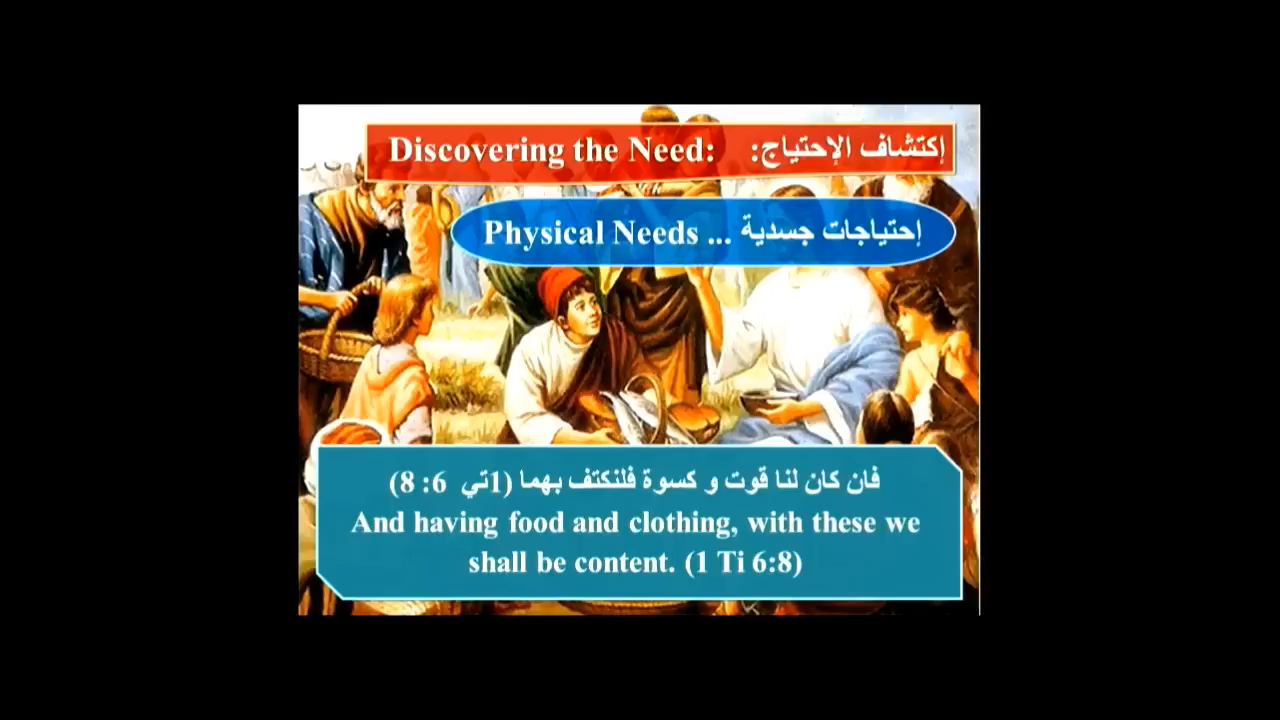 Discovering the Need: إكتشاف الإحتياج:
Physical Needs ... إحتياجات جسدية
فان كان لنا قوت و كسوة فلنكتف بهما (1تي 6: 8)
And having food and clothing, with these we
shall be content. (1 Ti 6:8)